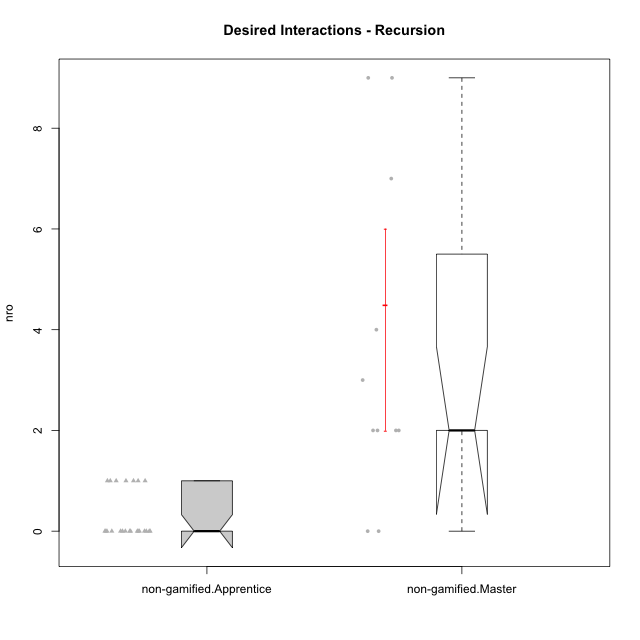 Desired Interactions - Recursion
nro
8
6
4
2
0
non-gamified.Apprentice
non-gamified.Master